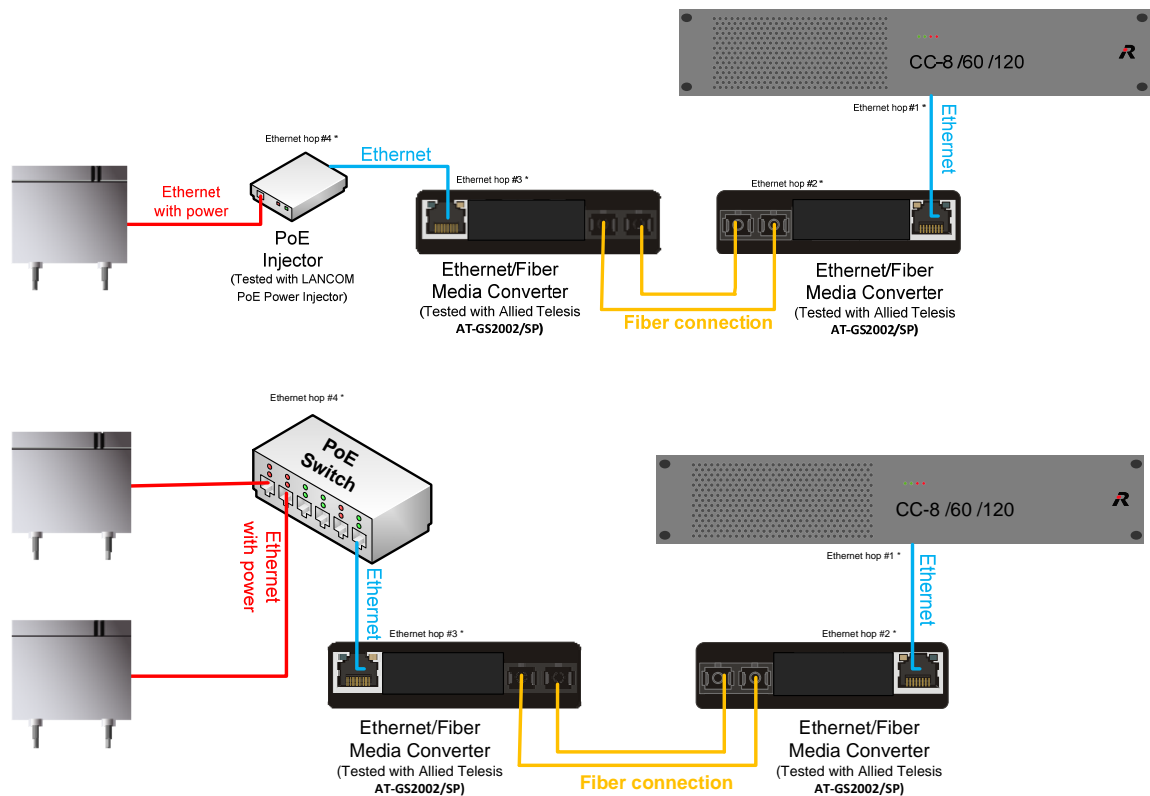 CC-8 /60 /120
Ethernet hop #1 *
Ethernet hop #4 *
Ethernet
Ethernet
with power
PoE
Injector
(Tested with LANCOM
PoE Power Injector)
Ethernet hop #3 *
Ethernet hop #2 *
Ethernet
Ethernet/Fiber
Media Converter
(Tested with Allied Telesis
AT-GS2002/SP)
Fiber connection
Ethernet/Fiber
Media Converter
(Tested with Allied Telesis
AT-GS2002/SP)
Ethernet hop #4 *
PoE
Switch
Ethernet
with power
Ethernet
CC-8 /60 /120
Ethernet hop #1 *
Ethernet
Ethernet hop #3 *
Ethernet hop #2 *
Ethernet/Fiber
Media Converter
(Tested with Allied Telesis
AT-GS2002/SP)
Fiber connection
Ethernet/Fiber
Media Converter
(Tested with Allied Telesis
AT-GS2002/SP)